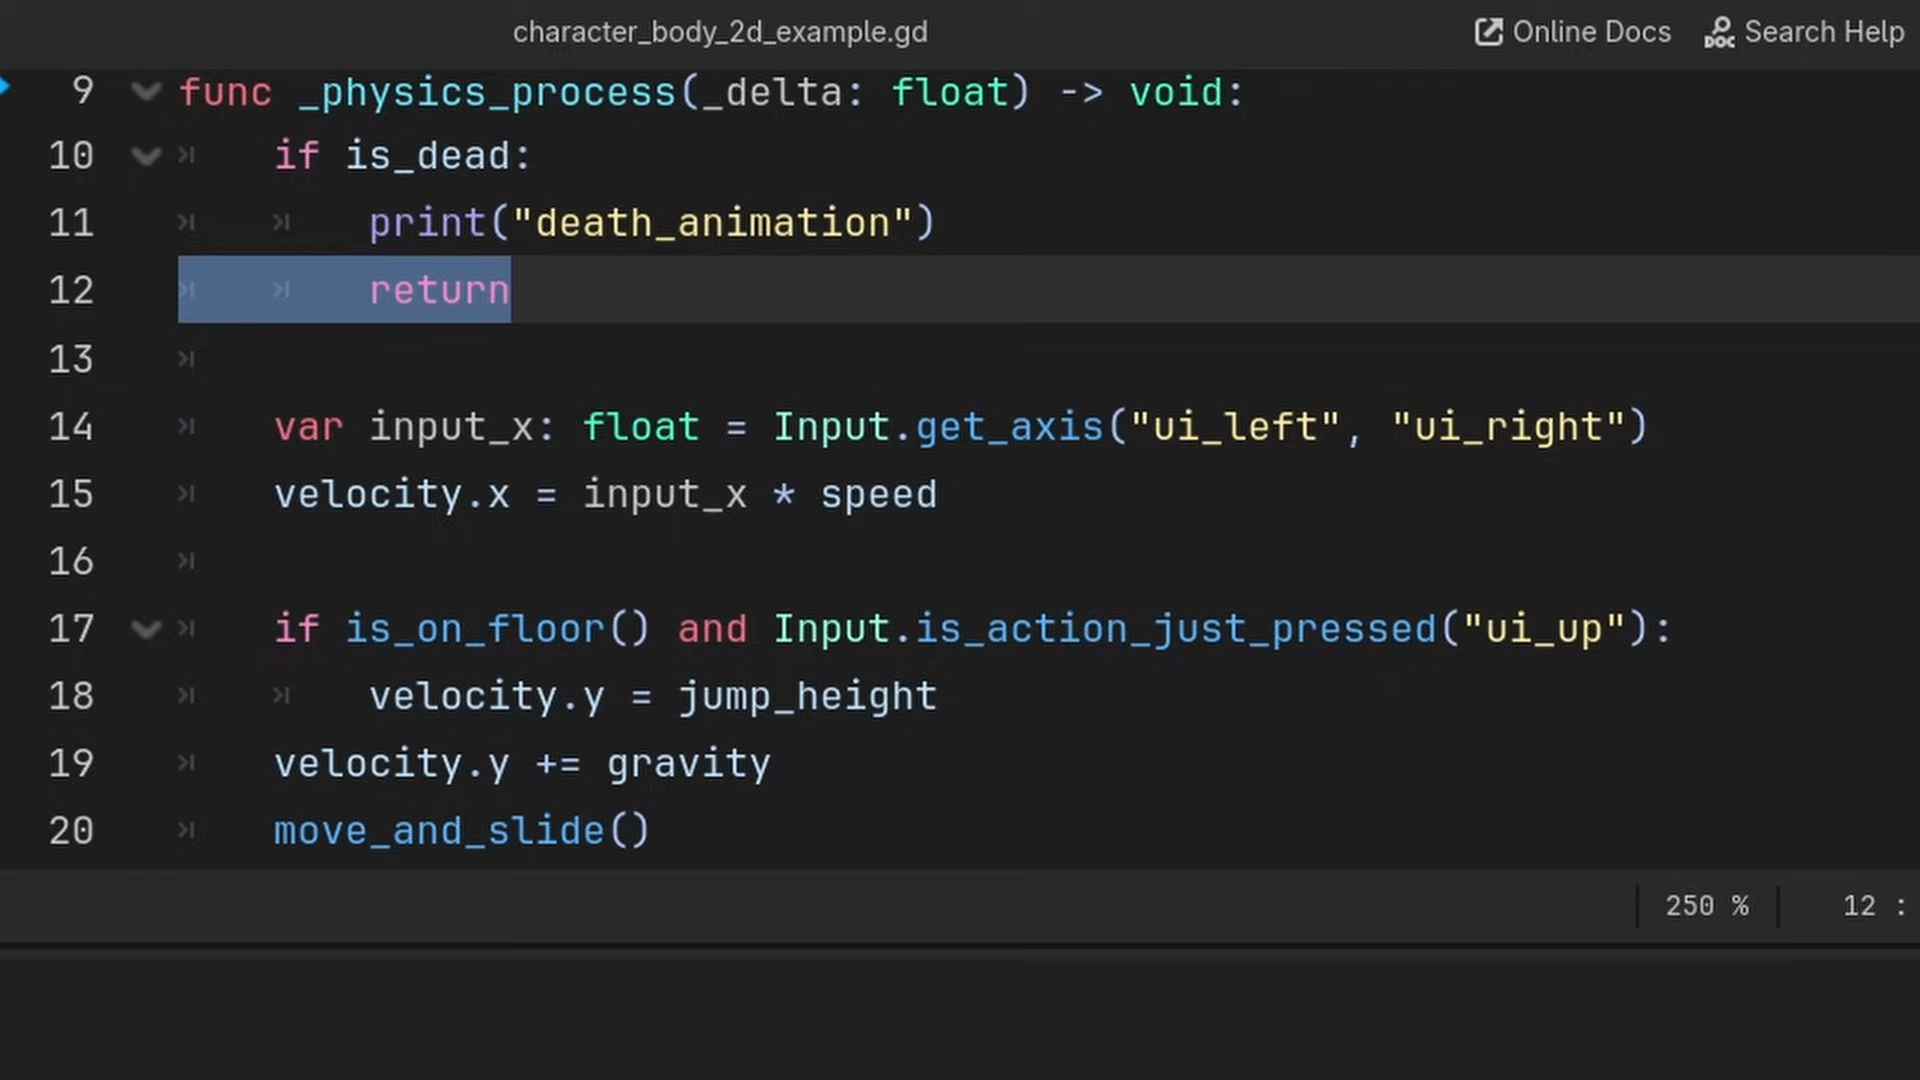 character_body_2d_example.gd Online Docs Search Help
9 func _physics_process(_delta: float) -> void:
10 if is_dead:
11 print("death_animation")
12 return
13
14 var input_x: float = Input.get_axis("ui_left", "ui_right")
15 velocity.x = input_x * speed
16
17 if is_on_floor() and Input.is_action_just_pressed("ui_up"):
18 velocity.y = jump_height
19 velocity.y += gravity
20 move_and_slide()
250 % 12 :